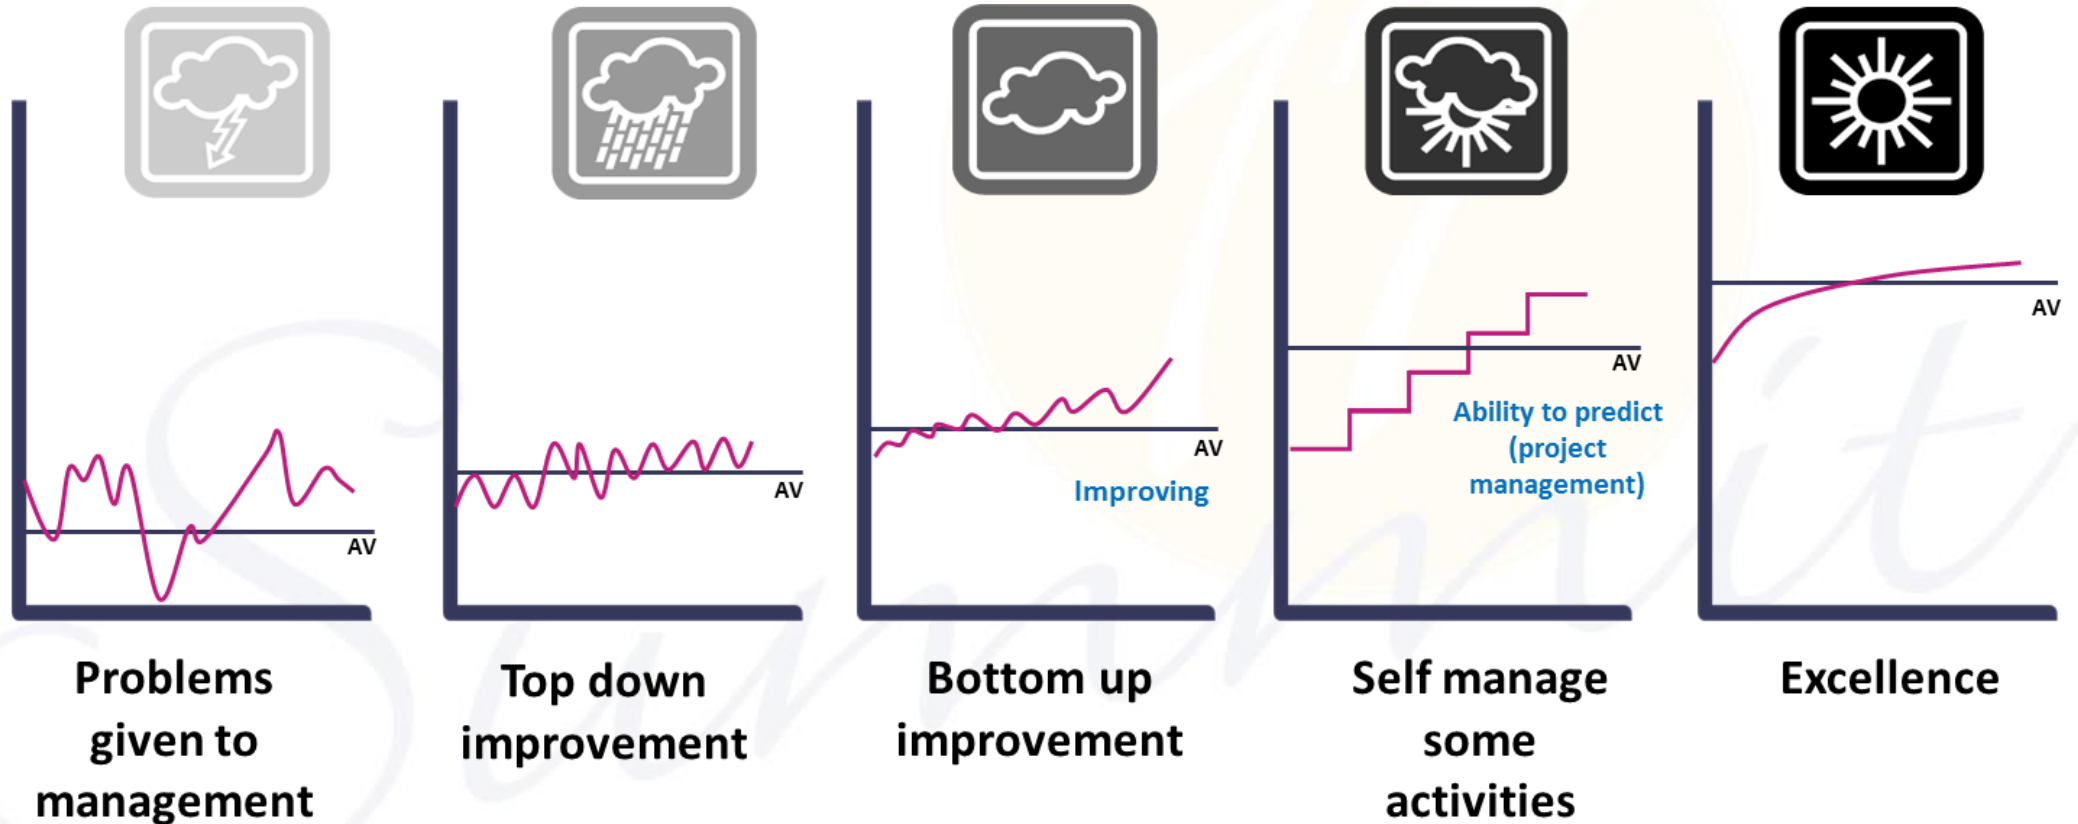 AV
AV
AV
Improving
AV
Ability to predict
(project
management)
AV
Problems
given to
management
Top down
improvement
Bottom up
improvement
Self manage
some
activities
Excellence
Summit